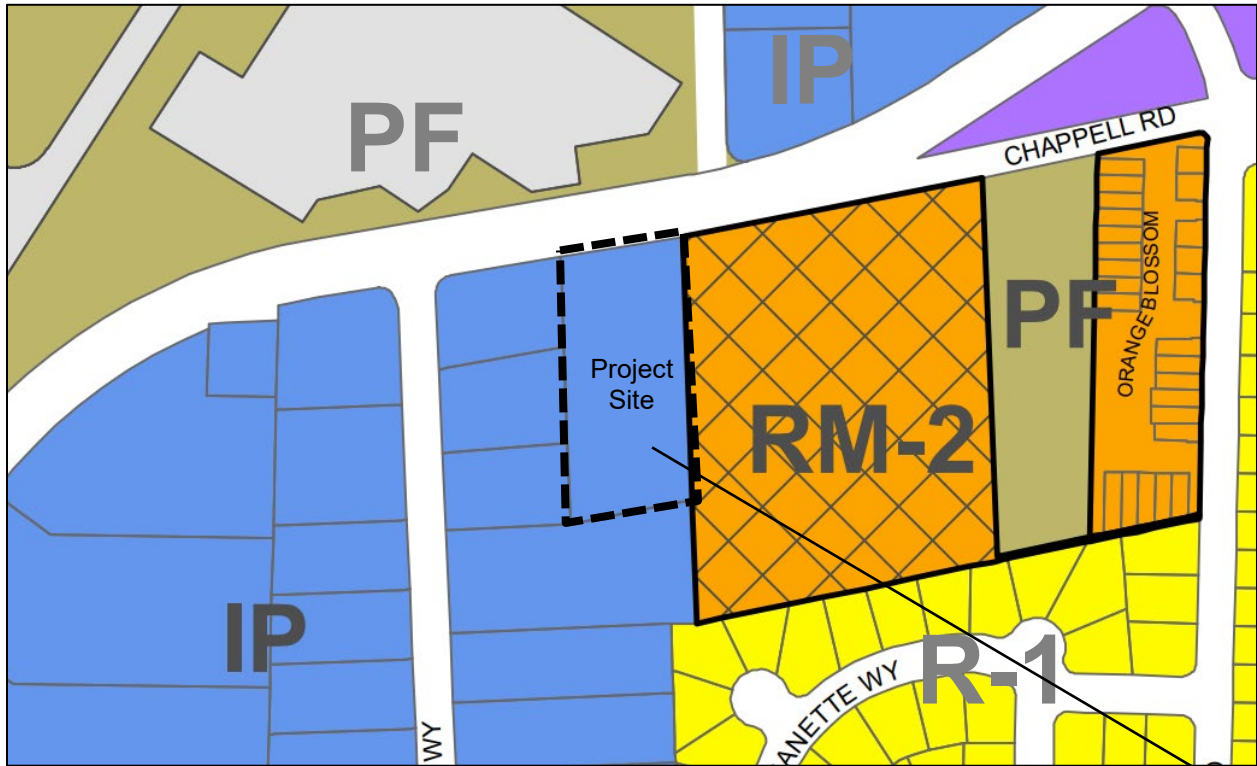 IP
PF
CHAPPELL RD
PF
ORANGE BLOSSOM
Project
Site
RM-2
IP
R-1
ANETTE WY
WY